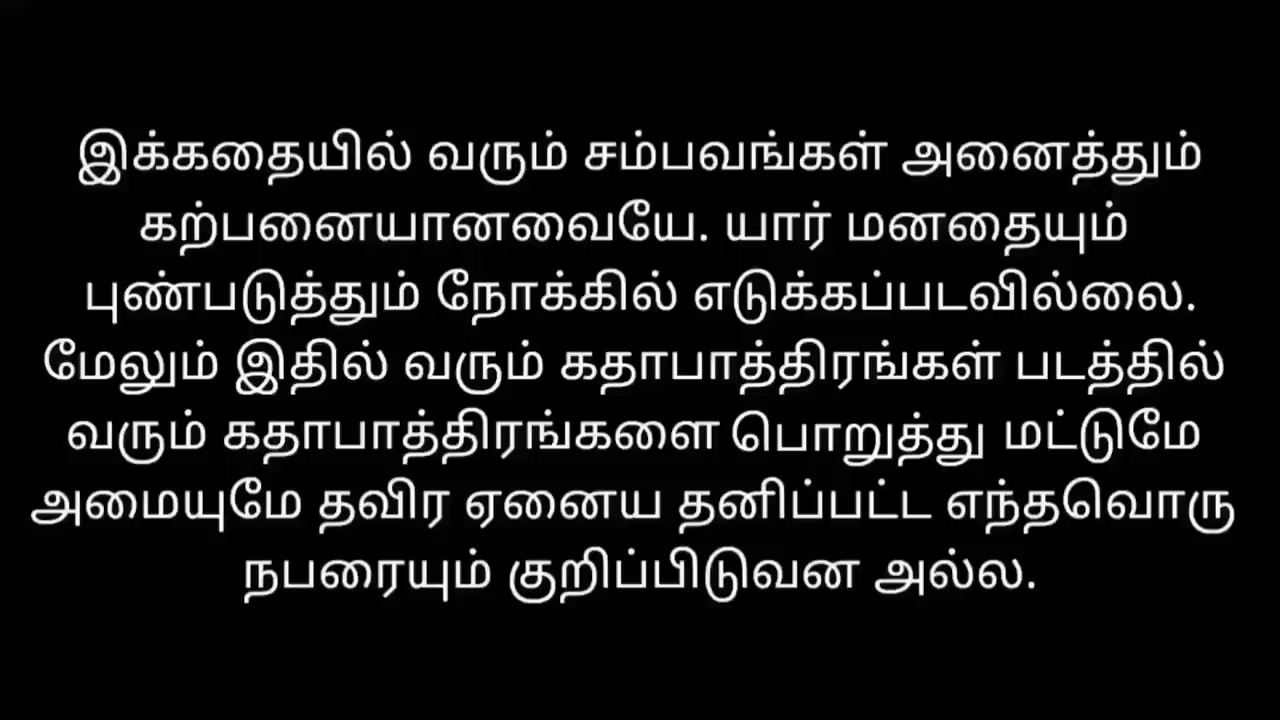 இக்கதையில் வரும் சம்பவங்கள் அனைத்தும்
கற்பனையானவையே. யார் மனதையும்
புண்படுத்தும் நோக்கில் எடுக்கப்படவில்லை.
மேலும் இதில் வரும் கதாபாத்திரங்கள் படத்தில்
வரும் கதாபாத்திரங்களை பொறுத்து மட்டுமே
அமையுமே தவிர ஏனைய தனிப்பட்ட எந்தவொரு
நபரையும் குறிப்பிடுவன அல்ல.